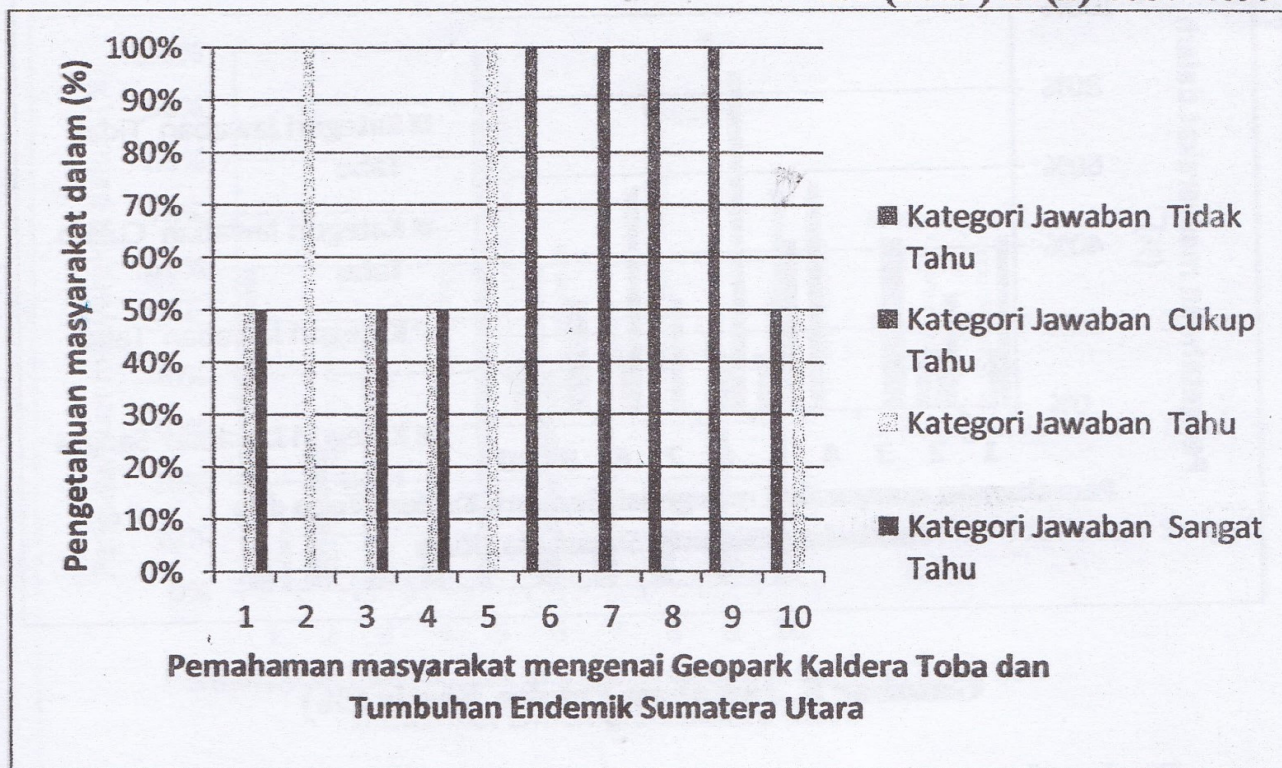 100%
90%
80%
70%
60%
50%
40%
30%
20%
10%
0%
Pengetahuan masyarakat dalam (%)
1 2 3 4 5 6 7 8 9 10
Pemahaman masyarakat mengenai Geopark Kaldera Toba dan
Tumbuhan Endemik Sumatera Utara
Kategori Jawaban Tidak
Tahu
Kategori Jawaban Cukup
Tahu
Kategori Jawaban Tahu
Kategori Jawaban Sangat
Tahu